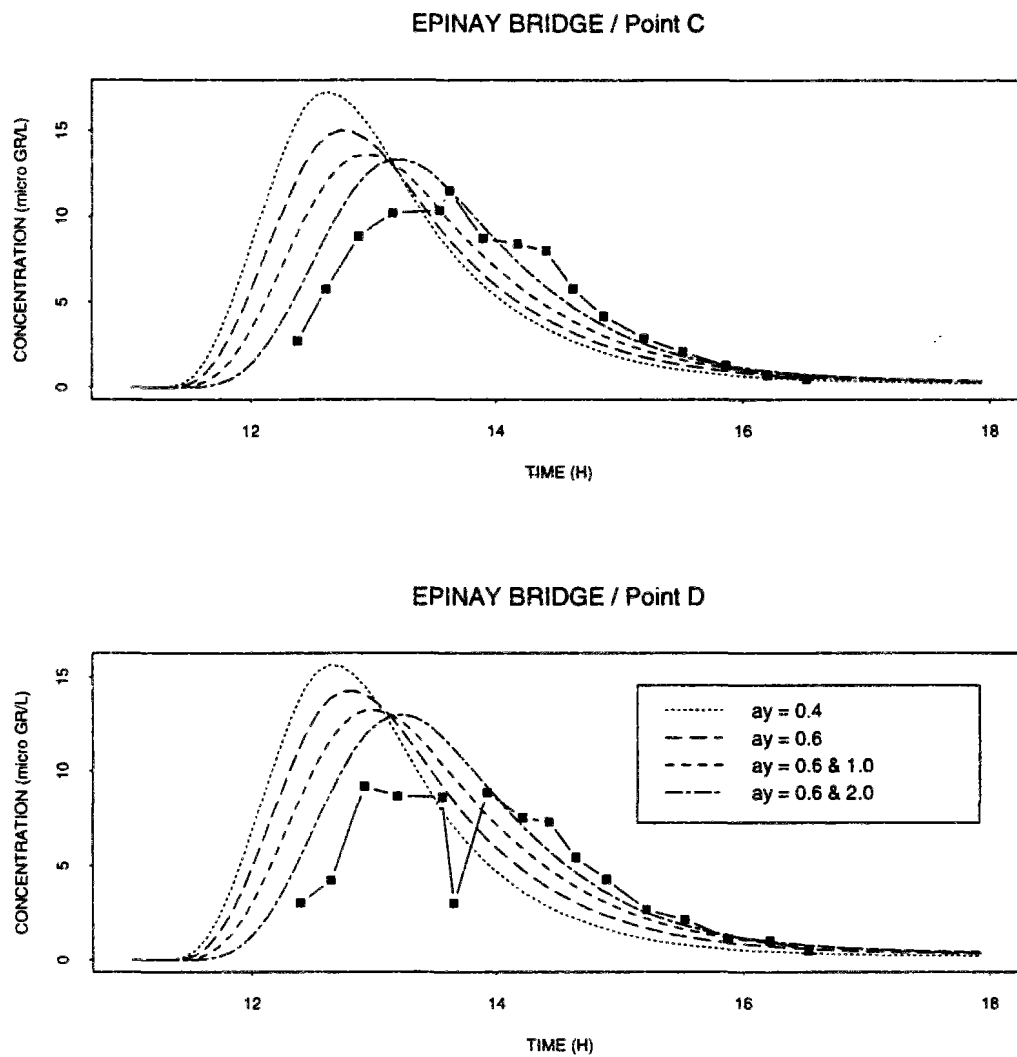 EPINAY BRIDGE / Point C
CONCENTRATION (micro GR/L)
15
10
5
0
12
14
16
18
TIME (H)
EPINAY BRIDGE / Point D
CONCENTRATION (micro GR/L)
15
10
5
0
ay = 0.4
ay = 0.6
ay = 0.6 & 1.0
ay = 0.6 & 2.0
12
14
16
18
TIME (H)